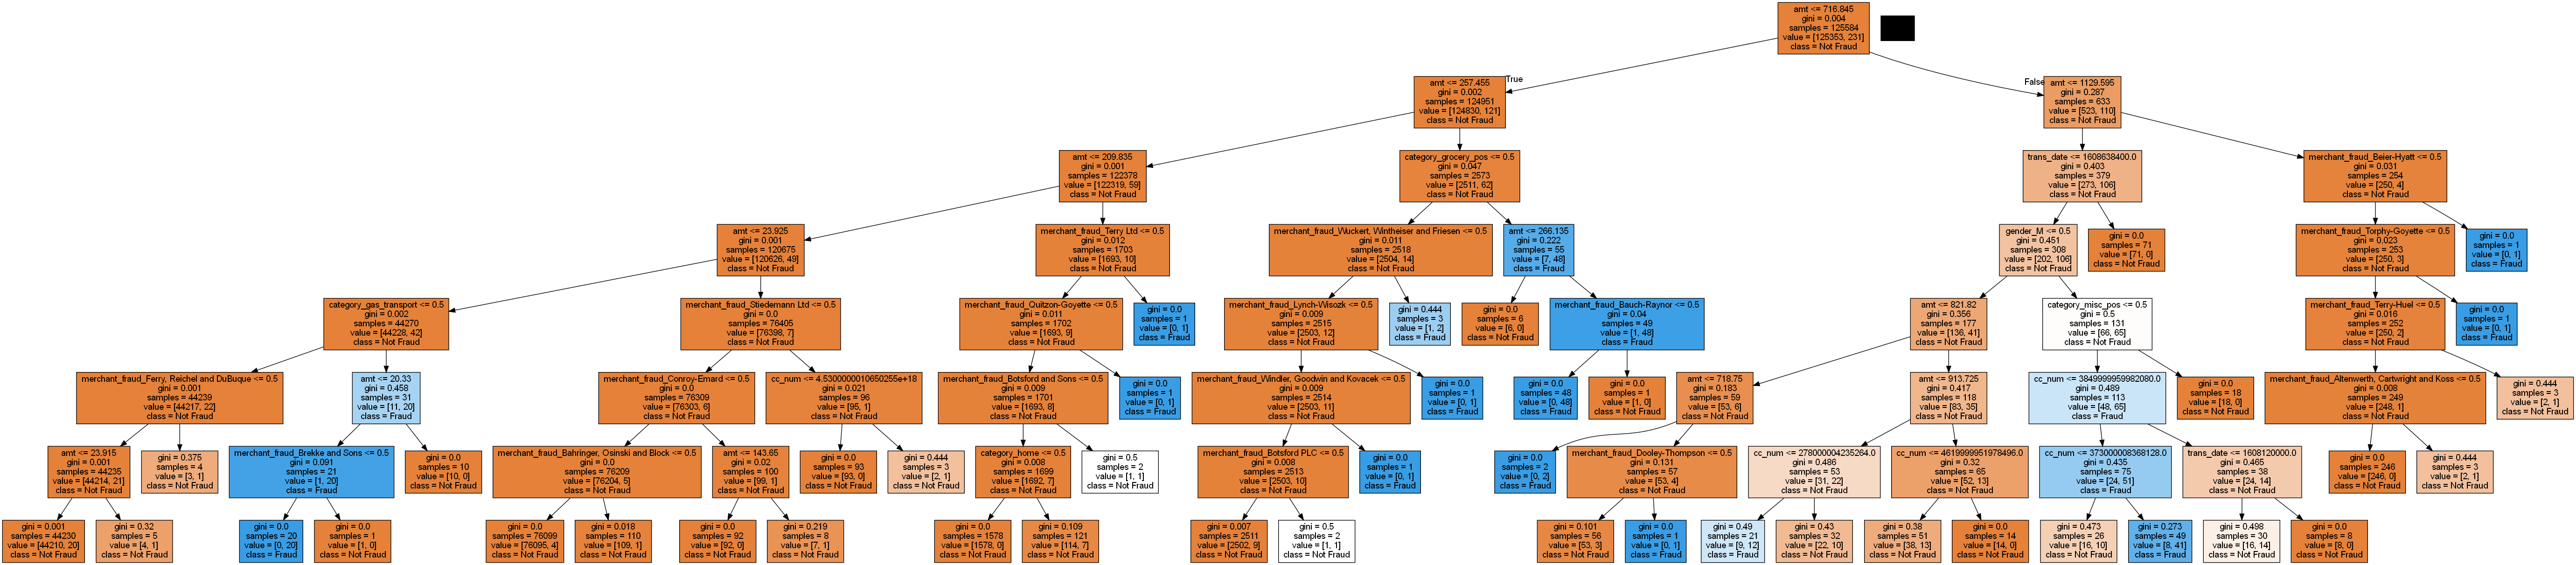 amt <= 716.845
gini = 0.004
samples = 125584
value = [125353, 231]
class = Not Fraud
True
False
amt <= 257.455
gini = 0.002
samples = 124951
value = [124830, 121]
class = Not Fraud
amt <= 1129.595
gini = 0.287
samples = 633
value = [523, 110]
class = Not Fraud
amt <= 209.835
gini = 0.001
samples = 122378
value = [122319, 59]
class = Not Fraud
category_grocery_pos <= 0.5
gini = 0.047
samples = 2573
value = [2511, 62]
class = Not Fraud
trans_date <= 1608638400.0
gini = 0.403
samples = 379
value = [273, 106]
class = Not Fraud
merchant_fraud_Beier-Hyatt <= 0.5
gini = 0.031
samples = 254
value = [250, 4]
class = Not Fraud
amt <= 23.925
gini = 0.001
samples = 120675
value = [120626, 49]
class = Not Fraud
merchant_fraud_Terry Ltd <= 0.5
gini = 0.012
samples = 1703
value = [1693, 10]
class = Not Fraud
merchant_fraud_Wuckert, Wintheiser and Friesen <= 0.5
gini = 0.011
samples = 2518
value = [2504, 14]
class = Not Fraud
amt <= 266.135
gini = 0.222
samples = 55
value = [7, 48]
class = Fraud
gender_M <= 0.5
gini = 0.451
samples = 308
value = [202, 106]
class = Not Fraud
gini = 0.0
samples = 71
value = [71, 0]
class = Not Fraud
merchant_fraud_Torphy-Goyette <= 0.5
gini = 0.023
samples = 253
value = [250, 3]
class = Not Fraud
gini = 0.0
samples = 1
value = [0, 1]
class = Fraud
category_gas_transport <= 0.5
gini = 0.002
samples = 44270
value = [44228, 42]
class = Not Fraud
merchant_fraud_Stiedemann Ltd <= 0.5
gini = 0.0
samples = 76405
value = [76398, 7]
class = Not Fraud
merchant_fraud_Quitzon-Goyette <= 0.5
gini = 0.011
samples = 1702
value = [1693, 9]
class = Not Fraud
gini = 0.0
samples = 1
value = [0, 1]
class = Fraud
merchant_fraud_Lynch-Wisozk <= 0.5
gini = 0.009
samples = 2515
value = [2503, 12]
class = Not Fraud
gini = 0.444
samples = 3
value = [1, 2]
class = Fraud
gini = 0.0
samples = 6
value = [6, 0]
class = Not Fraud
merchant_fraud_Bauch-Raynor <= 0.5
gini = 0.04
samples = 49
value = [1, 48]
class = Fraud
amt <= 821.82
gini = 0.356
samples = 177
value = [136, 41]
class = Not Fraud
category_misc_pos <= 0.5
gini = 0.5
samples = 131
value = [66, 65]
class = Not Fraud
merchant_fraud_Terry-Huel <= 0.5
gini = 0.016
samples = 252
value = [250, 2]
class = Not Fraud
gini = 0.0
samples = 1
value = [0, 1]
class = Fraud
merchant_fraud_Ferry, Reichel and DuBuque <= 0.5
gini = 0.001
samples = 44239
value = [44217, 22]
class = Not Fraud
amt <= 20.33
gini = 0.458
samples = 31
value = [11, 20]
class = Fraud
merchant_fraud_Conroy-Emard <= 0.5
gini = 0.0
samples = 76309
value = [76303, 6]
class = Not Fraud
cc_num <= 4.5300000010650255e+18
gini = 0.021
samples = 96
value = [95, 1]
class = Not Fraud
merchant_fraud_Botsford and Sons <= 0.5
gini = 0.009
samples = 1701
value = [1693, 8]
class = Not Fraud
gini = 0.0
samples = 1
value = [0, 1]
class = Fraud
merchant_fraud_Windler, Goodwin and Kovacek <= 0.5
gini = 0.009
samples = 2514
value = [2503, 11]
class = Not Fraud
gini = 0.0
samples = 1
value = [0, 1]
class = Fraud
gini = 0.0
samples = 48
value = [0, 48]
class = Fraud
gini = 0.0
samples = 1
value = [1, 0]
class = Not Fraud
amt <= 718.75
gini = 0.183
samples = 59
value = [53, 6]
class = Not Fraud
amt <= 913.725
gini = 0.417
samples = 118
value = [83, 35]
class = Not Fraud
cc_num <= 3849999959982080.0
gini = 0.489
samples = 113
value = [48, 65]
class = Fraud
gini = 0.0
samples = 18
value = [18, 0]
class = Not Fraud
merchant_fraud_Altenwerth, Cartwright and Koss <= 0.5
gini = 0.008
samples = 249
value = [248, 1]
class = Not Fraud
gini = 0.444
samples = 3
value = [2, 1]
class = Not Fraud
amt <= 23.915
gini = 0.001
samples = 44235
value = [44214, 21]
class = Not Fraud
gini = 0.375
samples = 4
value = [3, 1]
class = Not Fraud
merchant_fraud_Brekke and Sons <= 0.5
gini = 0.091
samples = 21
value = [1, 20]
class = Fraud
gini = 0.0
samples = 10
value = [10, 0]
class = Not Fraud
merchant_fraud_Bahringer, Osinski and Block <= 0.5
gini = 0.0
samples = 76209
value = [76204, 5]
class = Not Fraud
amt <= 143.65
gini = 0.02
samples = 100
value = [99, 1]
class = Not Fraud
gini = 0.0
samples = 93
value = [93, 0]
class = Not Fraud
gini = 0.444
samples = 3
value = [2, 1]
class = Not Fraud
category_home <= 0.5
gini = 0.008
samples = 1699
value = [1692, 7]
class = Not Fraud
gini = 0.5
samples = 2
value = [1, 1]
class = Not Fraud
merchant_fraud_Botsford PLC <= 0.5
gini = 0.008
samples = 2513
value = [2503, 10]
class = Not Fraud
gini = 0.0
samples = 1
value = [0, 1]
class = Fraud
gini = 0.0
samples = 2
value = [0, 2]
class = Fraud
merchant_fraud_Dooley-Thompson <= 0.5
gini = 0.131
samples = 57
value = [53, 4]
class = Not Fraud
cc_num <= 278000004235264.0
gini = 0.486
samples = 53
value = [31, 22]
class = Not Fraud
cc_num <= 4619999951978496.0
gini = 0.32
samples = 65
value = [52, 13]
class = Not Fraud
cc_num <= 373000008368128.0
gini = 0.435
samples = 75
value = [24, 51]
class = Fraud
trans_date <= 1608120000.0
gini = 0.465
samples = 38
value = [24, 14]
class = Not Fraud
gini = 0.0
samples = 246
value = [246, 0]
class = Not Fraud
gini = 0.444
samples = 3
value = [2, 1]
class = Not Fraud
gini = 0.001
samples = 44230
value = [44210, 20]
class = Not Fraud
gini = 0.32
samples = 5
value = [4, 1]
class = Not Fraud
gini = 0.0
samples = 20
value = [0, 20]
class = Fraud
gini = 0.0
samples = 1
value = [1, 0]
class = Not Fraud
gini = 0.0
samples = 76099
value = [76095, 4]
class = Not Fraud
gini = 0.018
samples = 110
value = [109, 1]
class = Not Fraud
gini = 0.0
samples = 92
value = [92, 0]
class = Not Fraud
gini = 0.219
samples = 8
value = [7, 1]
class = Not Fraud
gini = 0.0
samples = 1578
value = [1578, 0]
class = Not Fraud
gini = 0.109
samples = 121
value = [114, 7]
class = Not Fraud
gini = 0.007
samples = 2511
value = [2502, 9]
class = Not Fraud
gini = 0.5
samples = 2
value = [1, 1]
class = Not Fraud
gini = 0.101
samples = 56
value = [53, 3]
class = Not Fraud
gini = 0.0
samples = 1
value = [0, 1]
class = Fraud
gini = 0.49
samples = 21
value = [9, 12]
class = Fraud
gini = 0.43
samples = 32
value = [22, 10]
class = Not Fraud
gini = 0.38
samples = 51
value = [38, 13]
class = Not Fraud
gini = 0.0
samples = 14
value = [14, 0]
class = Not Fraud
gini = 0.473
samples = 26
value = [16, 10]
class = Not Fraud
gini = 0.273
samples = 49
value = [8, 41]
class = Fraud
gini = 0.498
samples = 30
value = [16, 14]
class = Not Fraud
gini = 0.0
samples = 8
value = [8, 0]
class = Not Fraud